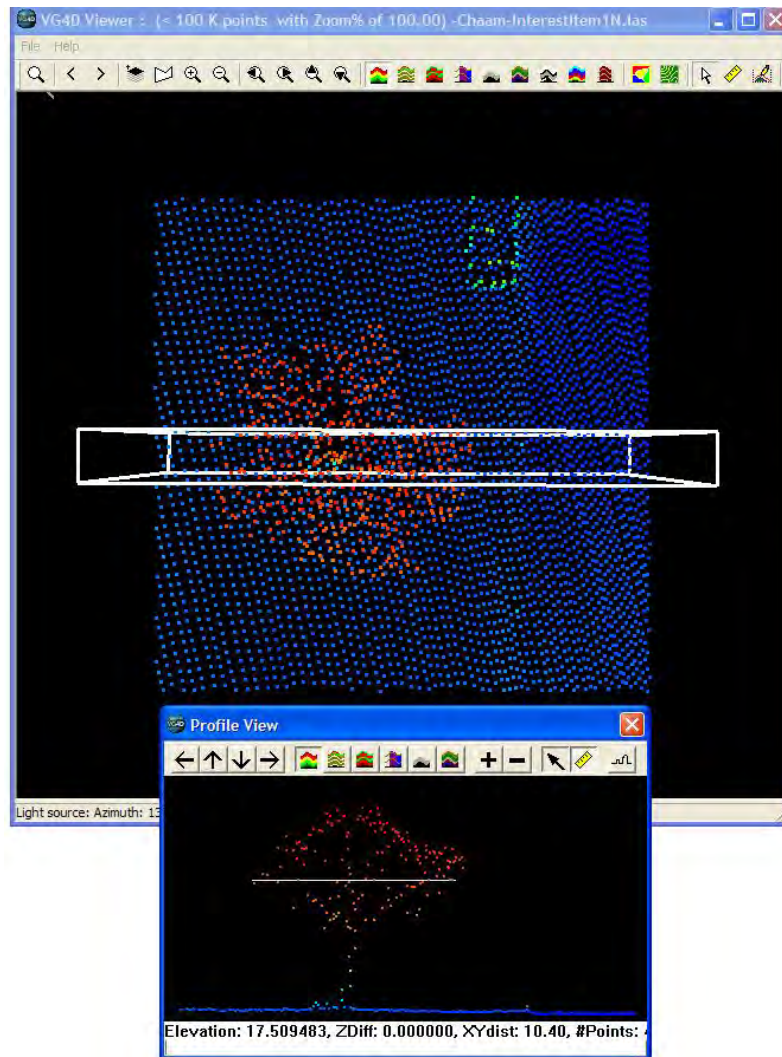 VG4D Viewer : (< 100 K points with Zoom% of 100.00) -Chaam-InterestItem1N.las
File Help
Light source: Azimuth: 13
Profile View
Elevation: 17.509483, ZDiff: 0.000000, XYdist: 10.40, #Points: